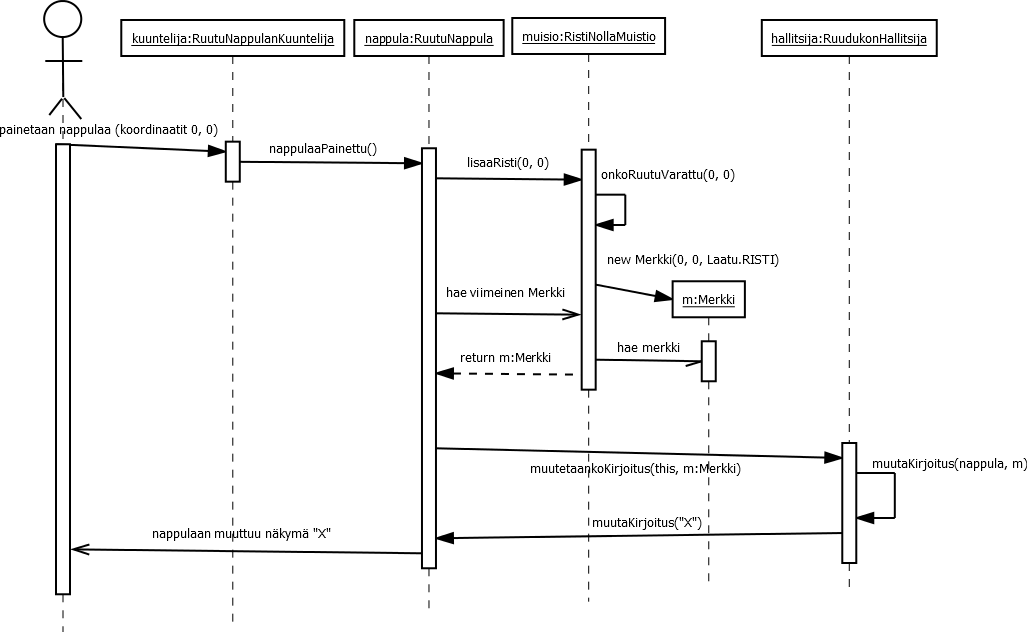 kuuntelija:RuutuNappulanKuuntelija
nappula:RuutuNappula
muisio:RistiNollaMuistio
hallitsija:RuudukonHallitsija
painetaan nappulaa (koordinaatit 0, 0)
nappulaaPainettu()
lisaaRisti(0, 0)
onkoRuutuVarattu(0, 0)
new Merkki(0, 0, Laatu.RISTI)
hae viimeinen Merkki
m:Merkki
hae merkki
return m:Merkki
muutetaankoKirjoitus(this, m:Merkki)
muutaKirjoitus(nappula, m)
muutaKirjoitus("X")
nappulaan muuttuu näkymä "X"